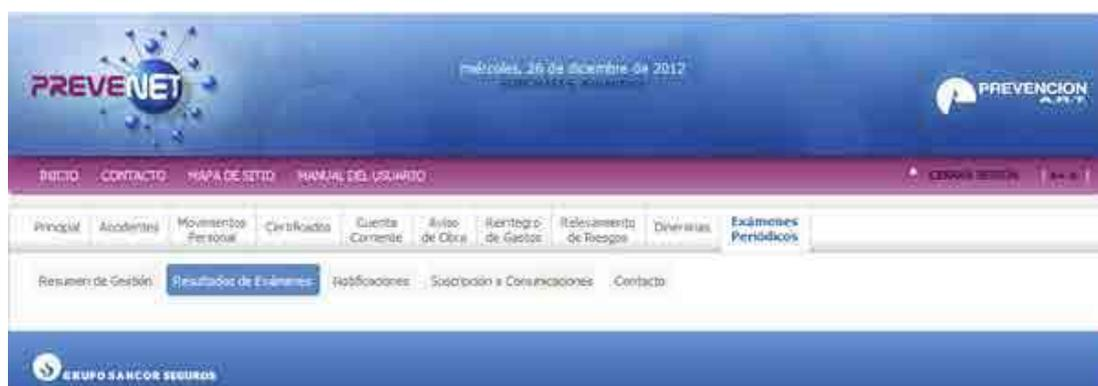 PREVENET
miércoles, 26 de diciembre de 2012
PREVENCION
A.R.T
INICIO CONTACTO MAPA DE SITIO MANUAL DEL USUARIO CERRAR SESIÓN
Principal Accidentes Movimientos Personal Certificados Cuenta Corriente Aviso de Obra Reintegro de Gastos Relevamiento de Riesgos Dinerarias Exámenes Periódicos
Resumen de Gestión Resultados de Exámenes Notificaciones Suscripción a Comunicaciones Contacto
GRUPO SANCOR SEGUROS